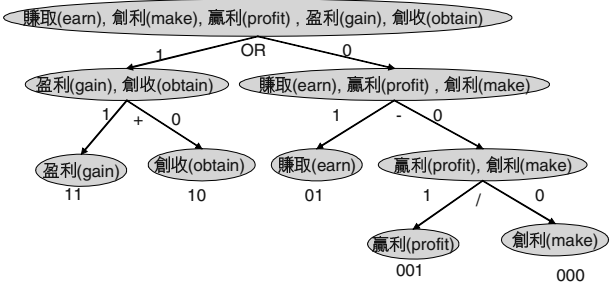 賺取(earn), 創利(make), 贏利(profit) , 盈利(gain), 創收(obtain)
1 OR 0
盈利(gain), 創收(obtain) 賺取(earn), 贏利(profit) , 創利(make)
1 + 0 1 - 0
盈利(gain) 創收(obtain) 賺取(earn) 贏利(profit), 創利(make)
11 10 01 1 / 0
贏利(profit) 創利(make)
001 000